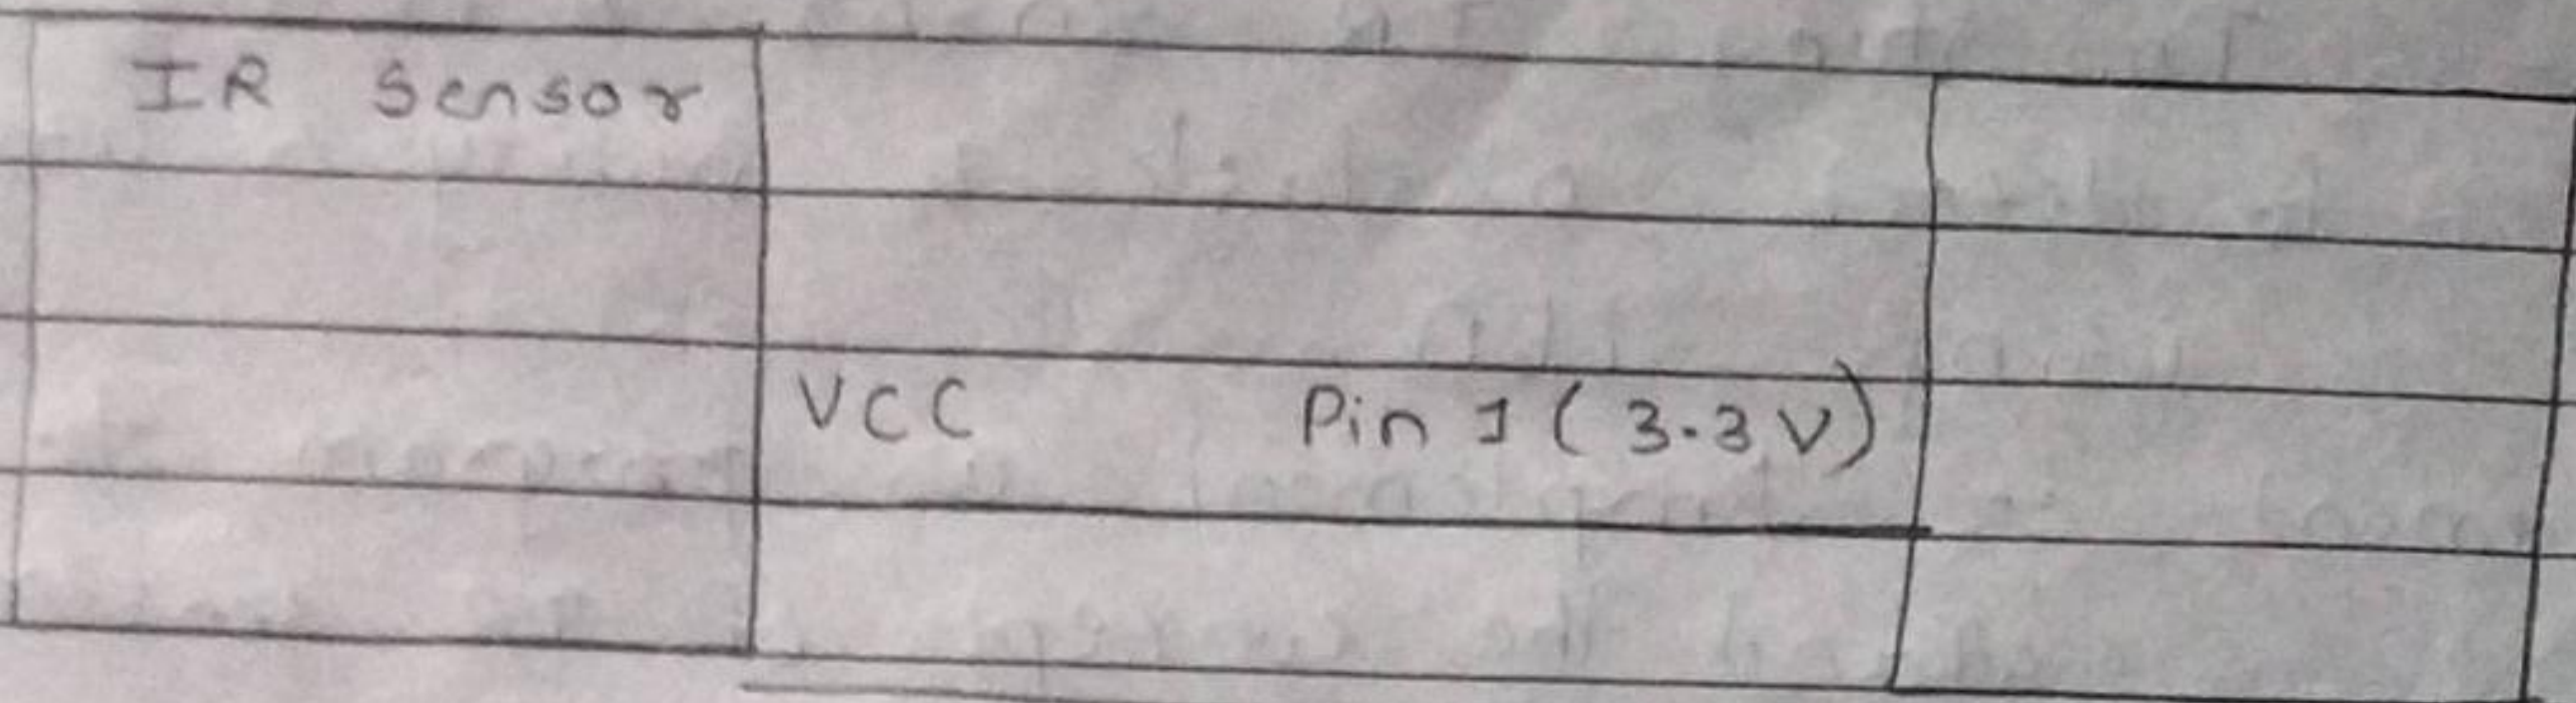 IR Sensor
VCC Pin 1 (3.3V)